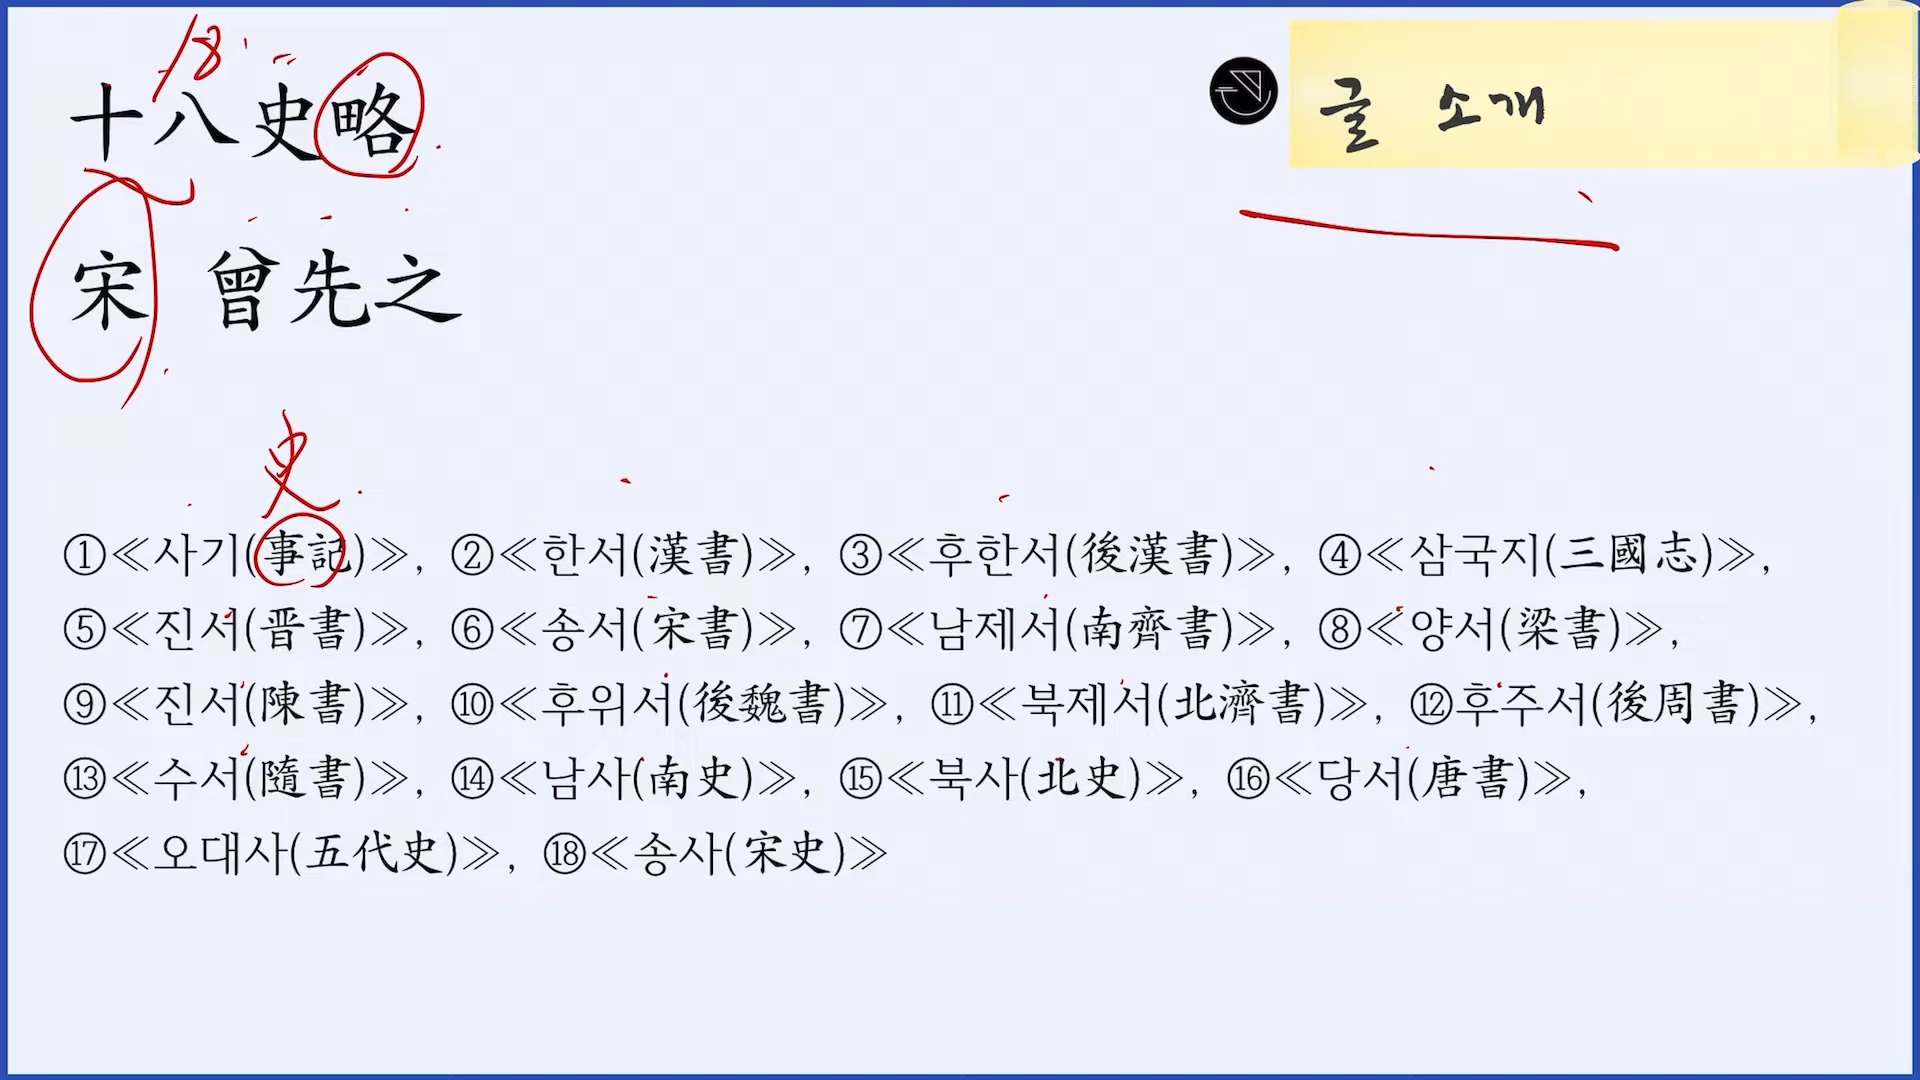 18
十八史略
글 소개
宋 曾先之
史
①≪사기(事記)≫, ②≪한서(漢書)≫, ③≪후한서(後漢書)≫, ④≪삼국지(三國志)≫,
⑤≪진서(晋書)≫, ⑥≪송서(宋書)≫, ⑦≪남제서(南齊書)≫, ⑧≪양서(梁書)≫,
⑨≪진서(陳書)≫, ⑩≪후위서(後魏書)≫, ⑪≪북제서(北濟書)≫, ⑫후주서(後周書)≫,
⑬≪수서(隨書)≫, ⑭≪남사(南史)≫, ⑮≪북사(北史)≫, ⑯≪당서(唐書)≫,
⑰≪오대사(五代史)≫, ⑱≪송사(宋史)≫